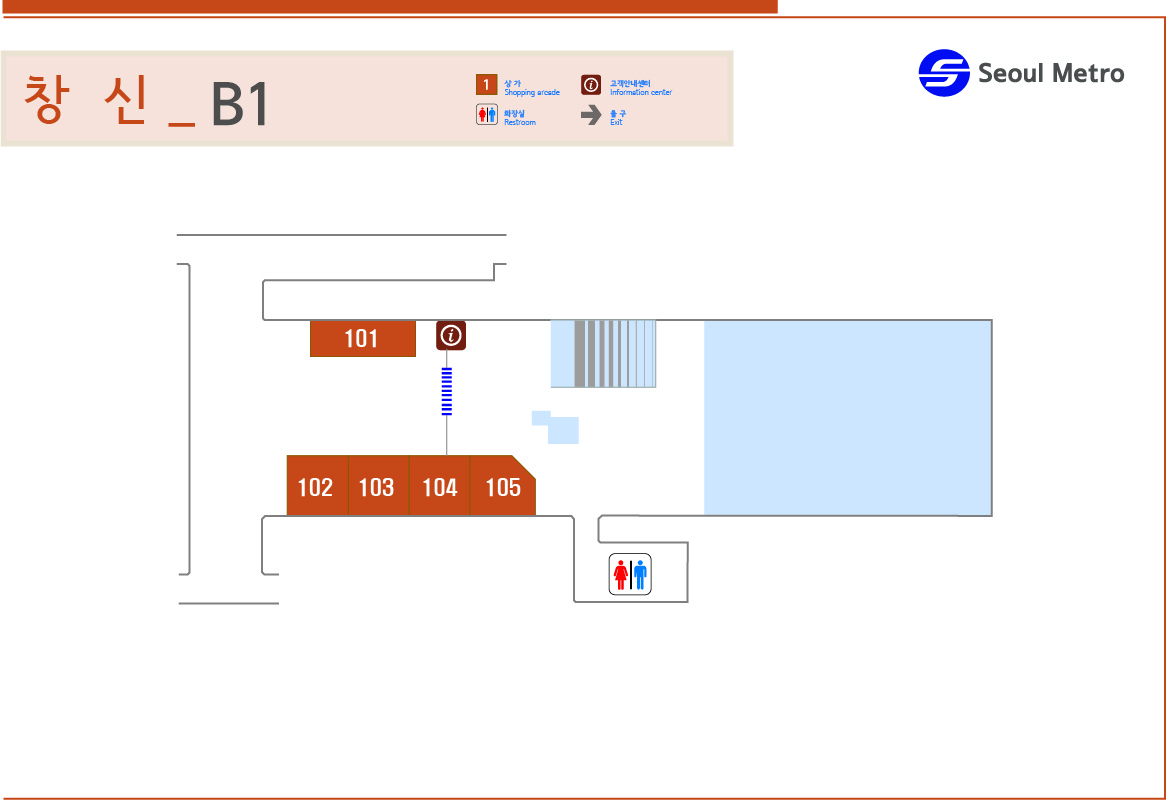 창 신 _ B1
1 상 가
Shopping arcade
고객안내센터
Information center
화장실
Restroom
출 구
Exit
Seoul Metro
101
102 103 104 105